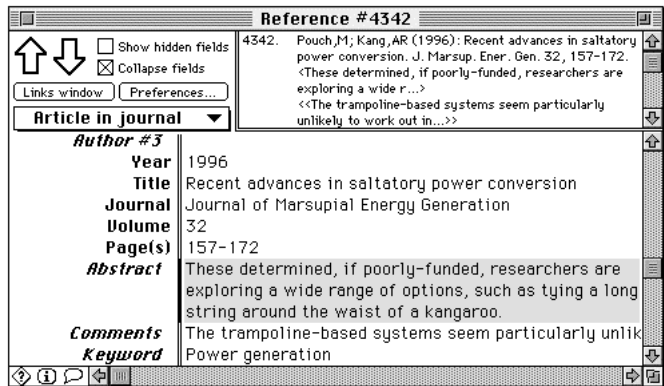 Reference #4342
Show hidden fields
Collapse fields
Links window
Preferences...
Article in journal
4342. Pouch,M; Kang,AR (1996): Recent advances in saltatory
power conversion. J. Marsup. Ener. Gen. 32, 157-172.
<These determined, if poorly-funded, researchers are
exploring a wide r...>
<<The trampoline-based systems seem particularly
unlikely to work out in...>>
Author #3
Year 1996
Title Recent advances in saltatory power conversion
Journal Journal of Marsupial Energy Generation
Volume 32
Page(s) 157-172
Abstract These determined, if poorly-funded, researchers are
exploring a wide range of options, such as tying a long
string around the waist of a kangaroo.
Comments The trampoline-based systems seem particularly unlik
Keyword Power generation